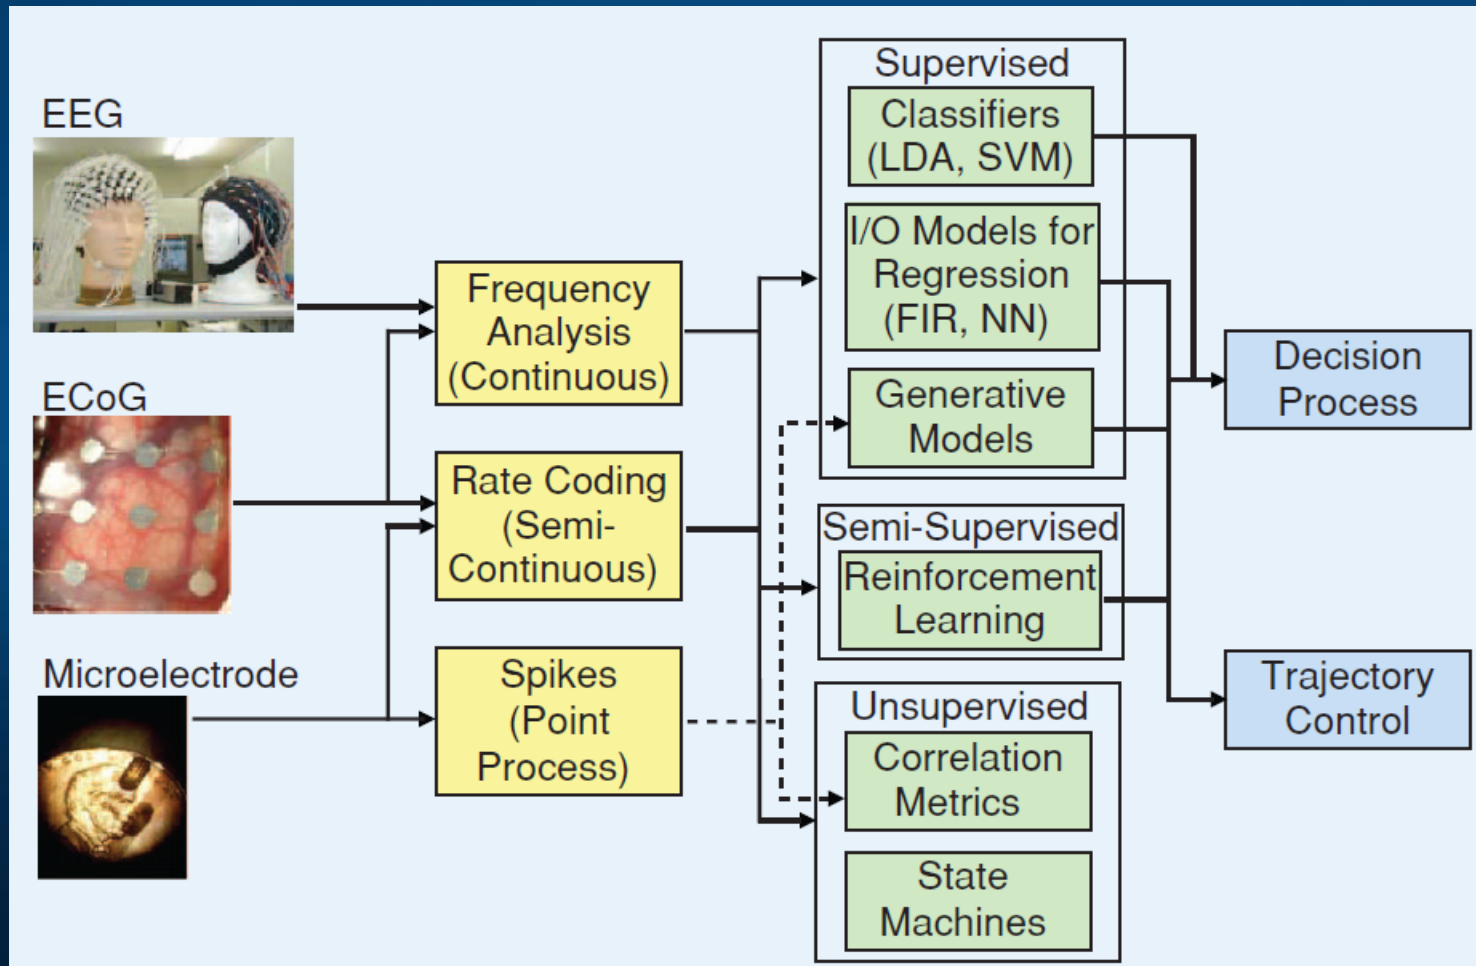 EEG
ECoG
Microelectrode
Frequency
Analysis
(Continuous)
Rate Coding
(Semi-
Continuous)
Spikes
(Point
Process)
Supervised
Classifiers
(LDA, SVM)
I/O Models for
Regression
(FIR, NN)
Generative
Models
Semi-Supervised
Reinforcement
Learning
Unsupervised
Correlation
Metrics
State
Machines
Decision
Process
Trajectory
Control